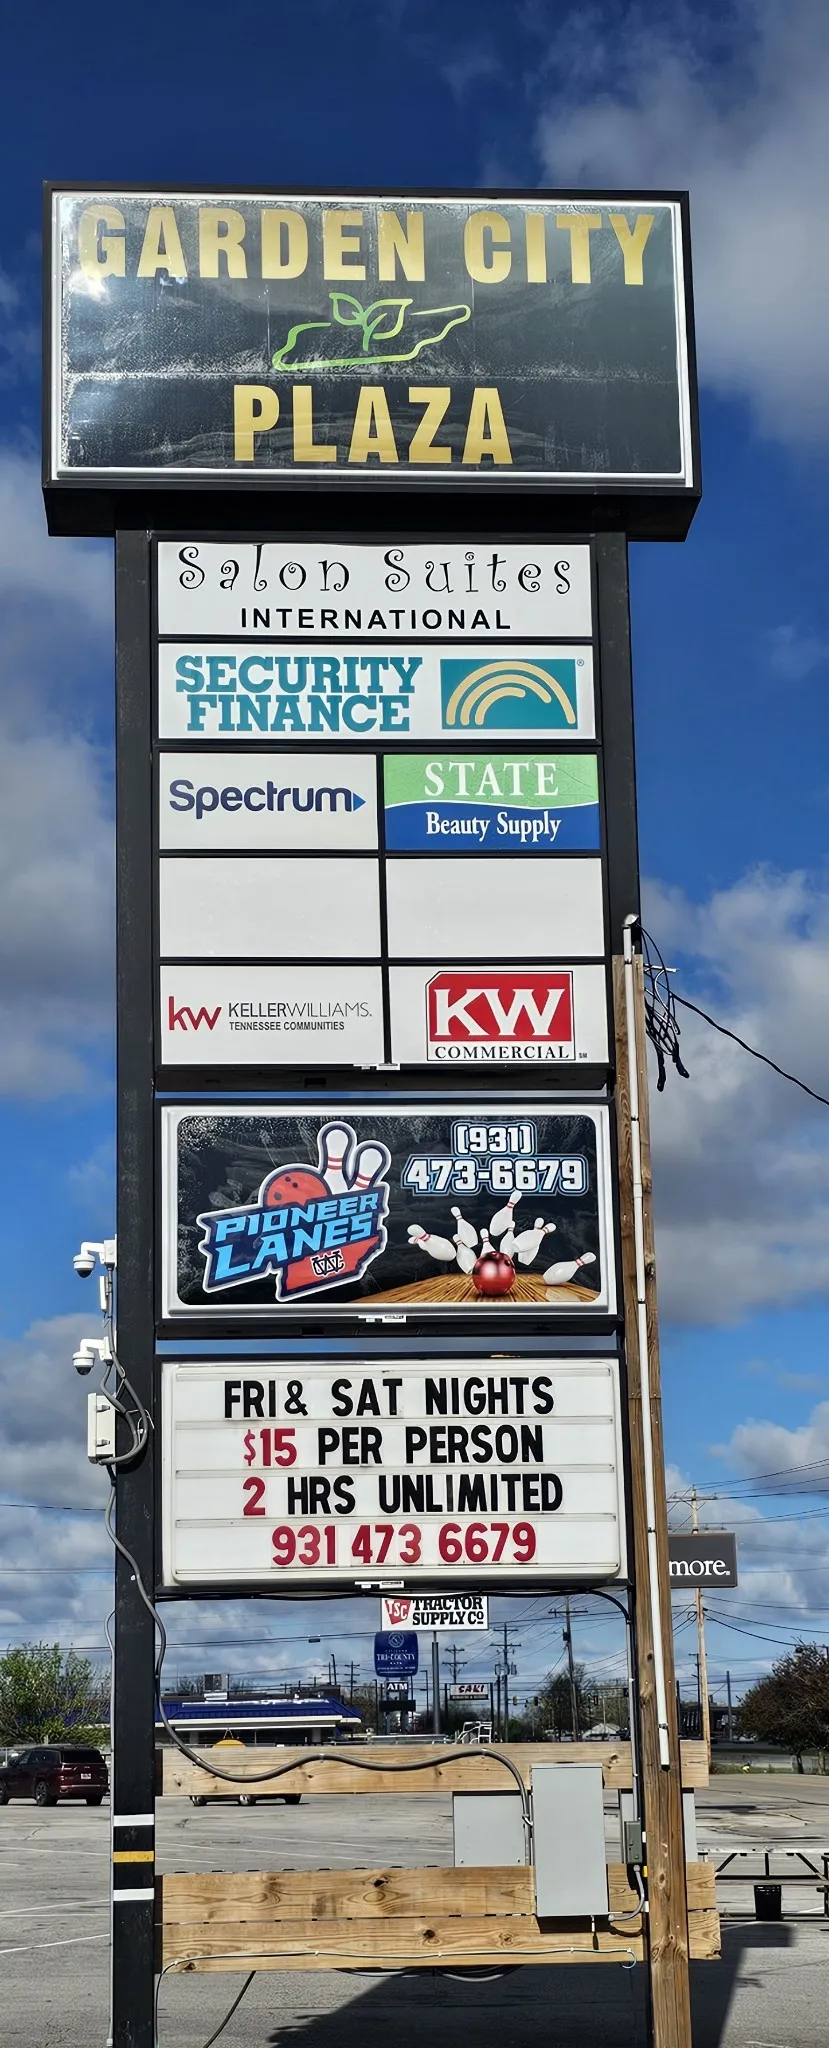 GARDEN CITY
PLAZA
Salon Suites
INTERNATIONAL
SECURITY
FINANCE
®
Spectrum
STATE
Beauty Supply
kw KELLERWILLIAMS.
TENNESSEE COMMUNITIES
KW
COMMERCIAL SM
(931)
473-6679
PIONEER
LANES
FRI & SAT NIGHTS
$15 PER PERSON
2 HRS UNLIMITED
931 473 6679
more.
TSC TRACTOR
SUPPLY CO
TRI-COUNTY
ATM
SAKI